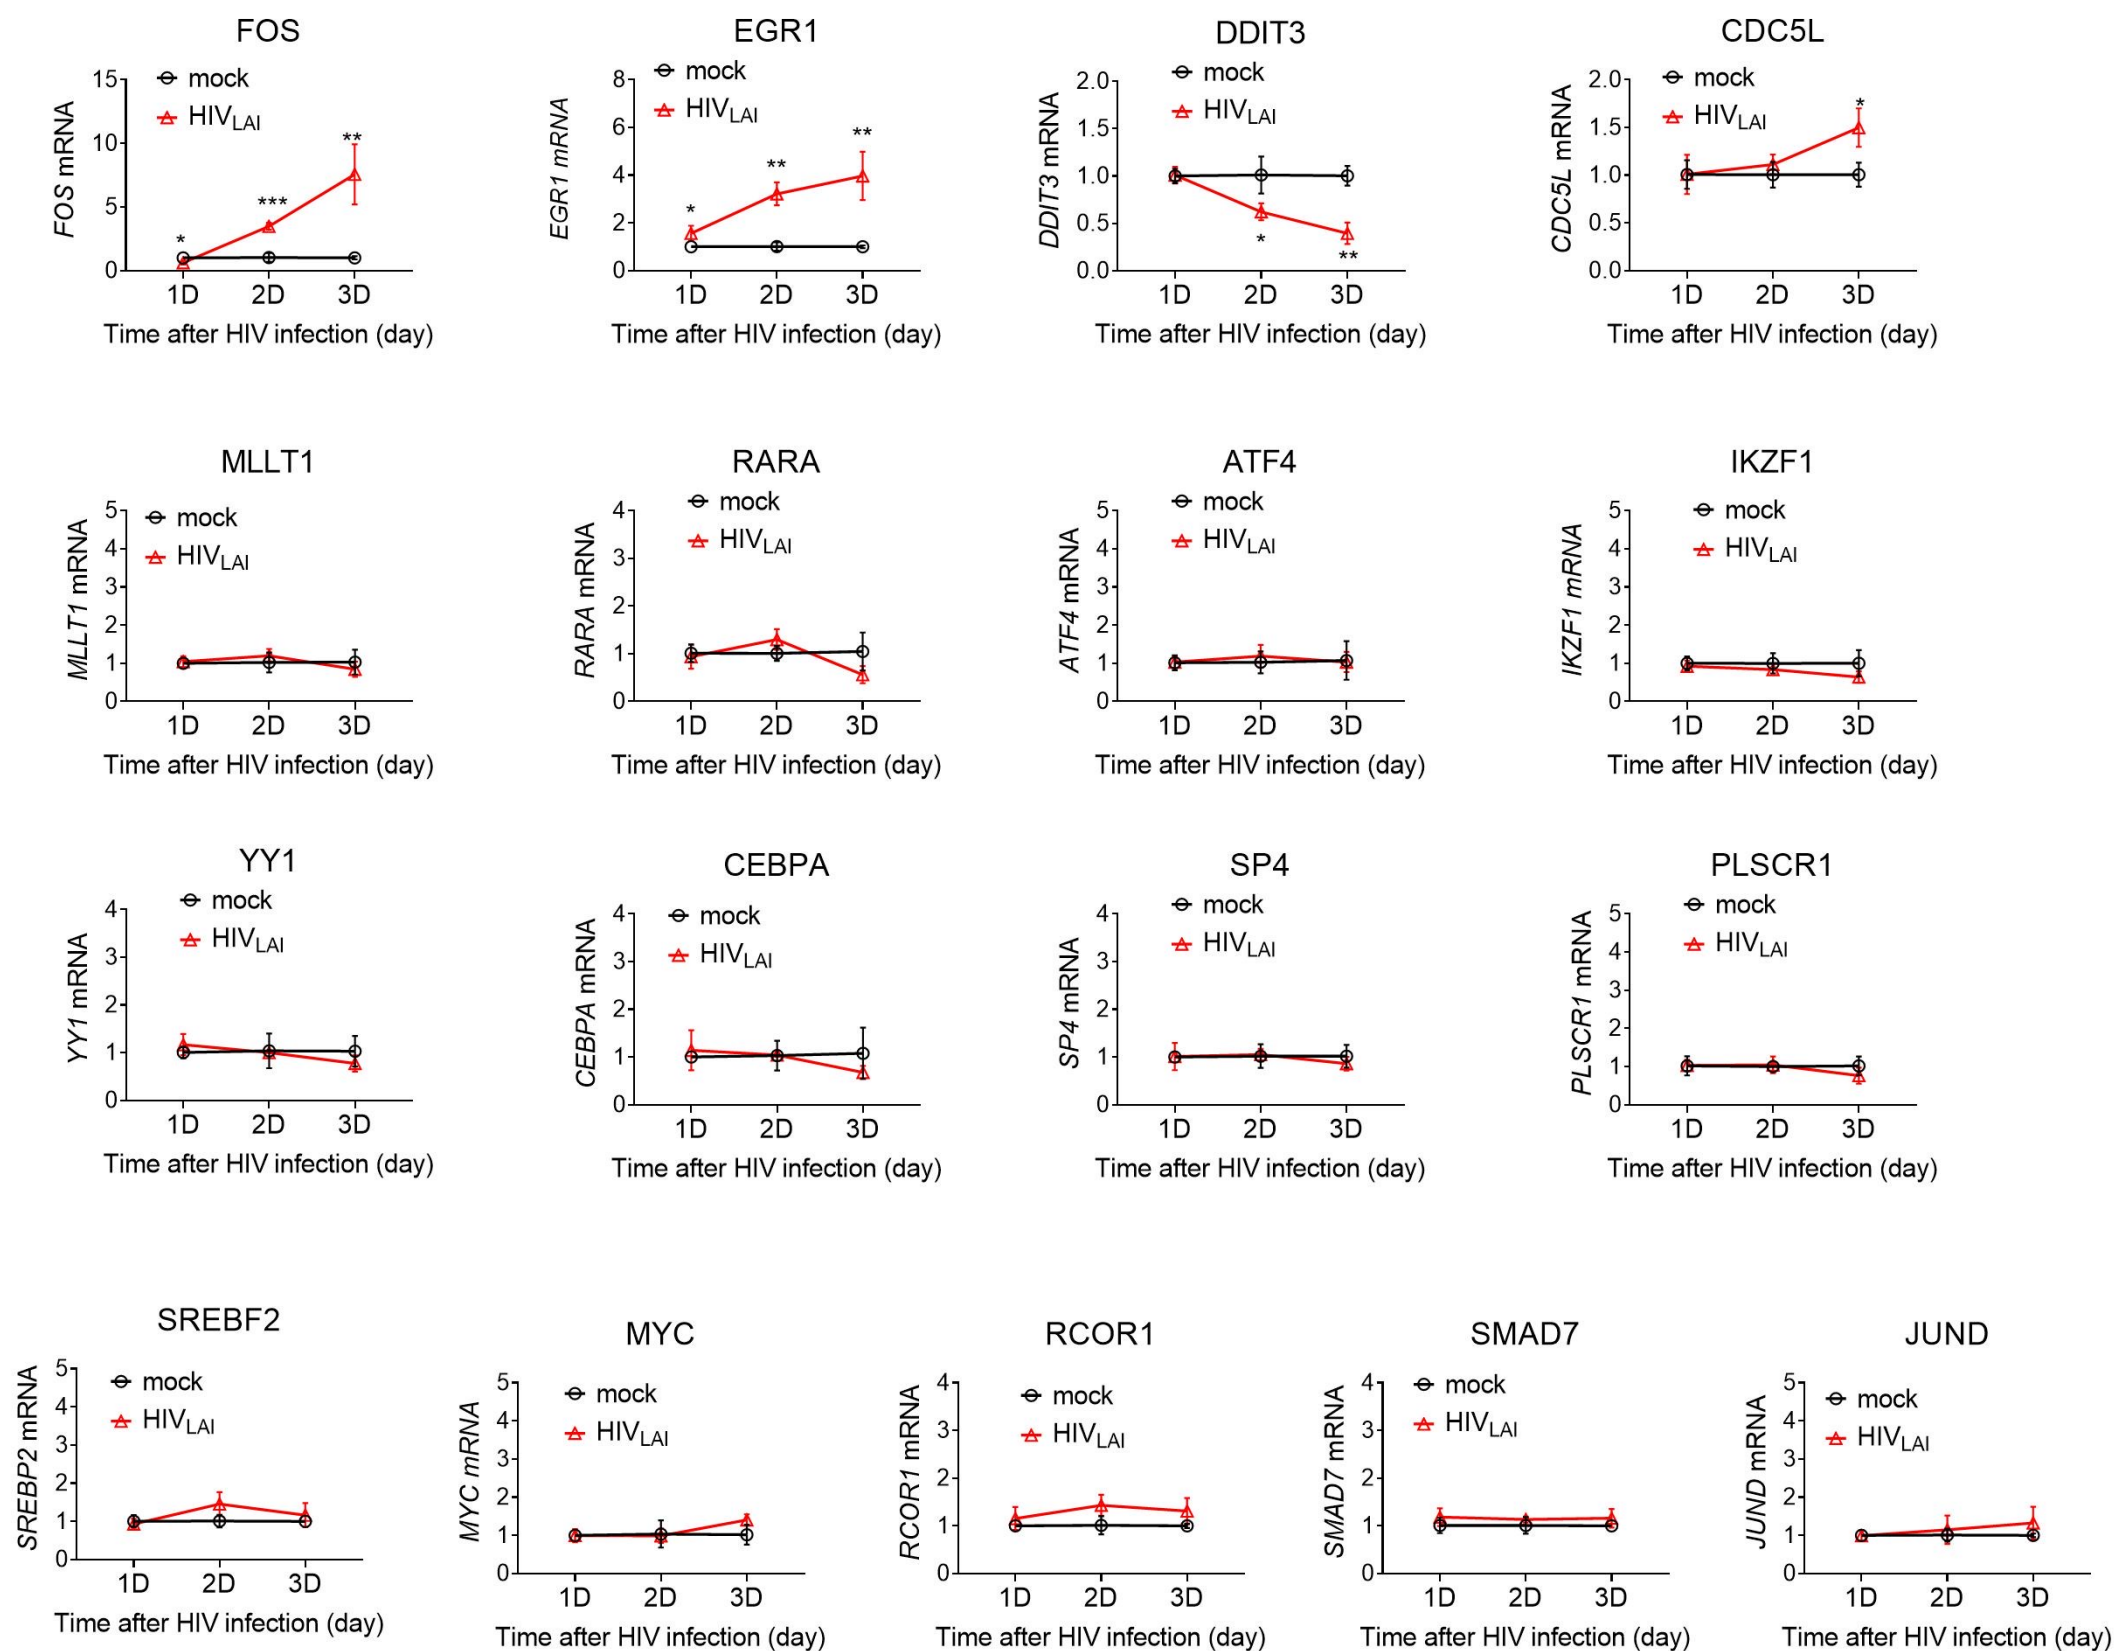 FOS
EGR1
DDIT3
CDC5L
FOS mRNA
15
10
5
0
mock
HIVLAI
*
***
**
1D 2D 3D
Time after HIV infection (day)
EGR1 mRNA
8
6
4
2
0
mock
HIVLAI
*
**
**
1D 2D 3D
Time after HIV infection (day)
DDIT3 mRNA
2.0
1.5
1.0
0.5
0.0
mock
HIVLAI
*
**
1D 2D 3D
Time after HIV infection (day)
CDC5L mRNA
2.0
1.5
1.0
0.5
0.0
mock
HIVLAI
*
1D 2D 3D
Time after HIV infection (day)
MLLT1
RARA
ATF4
IKZF1
MLLT1 mRNA
5
4
3
2
1
0
mock
HIVLAI
1D 2D 3D
Time after HIV infection (day)
RARA mRNA
4
3
2
1
0
mock
HIVLAI
1D 2D 3D
Time after HIV infection (day)
ATF4 mRNA
5
4
3
2
1
0
mock
HIVLAI
1D 2D 3D
Time after HIV infection (day)
IKZF1 mRNA
5
4
3
2
1
0
mock
HIVLAI
1D 2D 3D
Time after HIV infection (day)
YY1
CEBPA
SP4
PLSCR1
YY1 mRNA
4
3
2
1
0
mock
HIVLAI
1D 2D 3D
Time after HIV infection (day)
CEBPA mRNA
4
3
2
1
0
mock
HIVLAI
1D 2D 3D
Time after HIV infection (day)
SP4 mRNA
4
3
2
1
0
mock
HIVLAI
1D 2D 3D
Time after HIV infection (day)
PLSCR1 mRNA
5
4
3
2
1
0
mock
HIVLAI
1D 2D 3D
Time after HIV infection (day)
SREBF2
MYC
RCOR1
SMAD7
JUND
SREBP2 mRNA
5
4
3
2
1
0
mock
HIVLAI
1D 2D 3D
Time after HIV infection (day)
MYC mRNA
5
4
3
2
1
0
mock
HIVLAI
1D 2D 3D
Time after HIV infection (day)
RCOR1 mRNA
4
3
2
1
0
mock
HIVLAI
1D 2D 3D
Time after HIV infection (day)
SMAD7 mRNA
4
3
2
1
0
mock
HIVLAI
1D 2D 3D
Time after HIV infection (day)
JUND mRNA
5
4
3
2
1
0
mock
HIVLAI
1D 2D 3D
Time after HIV infection (day)